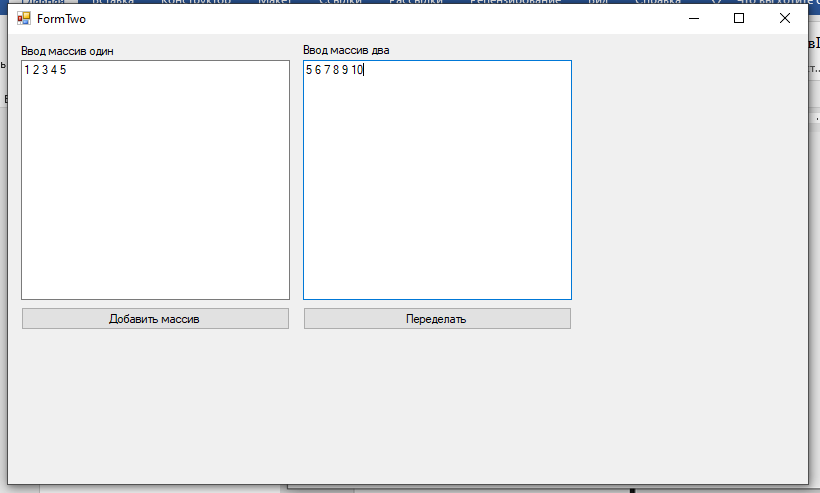 FormTwo
Ввод массив один
Ввод массив два
1 2 3 4 5
5 6 7 8 9 10
Добавить массив
Переделать